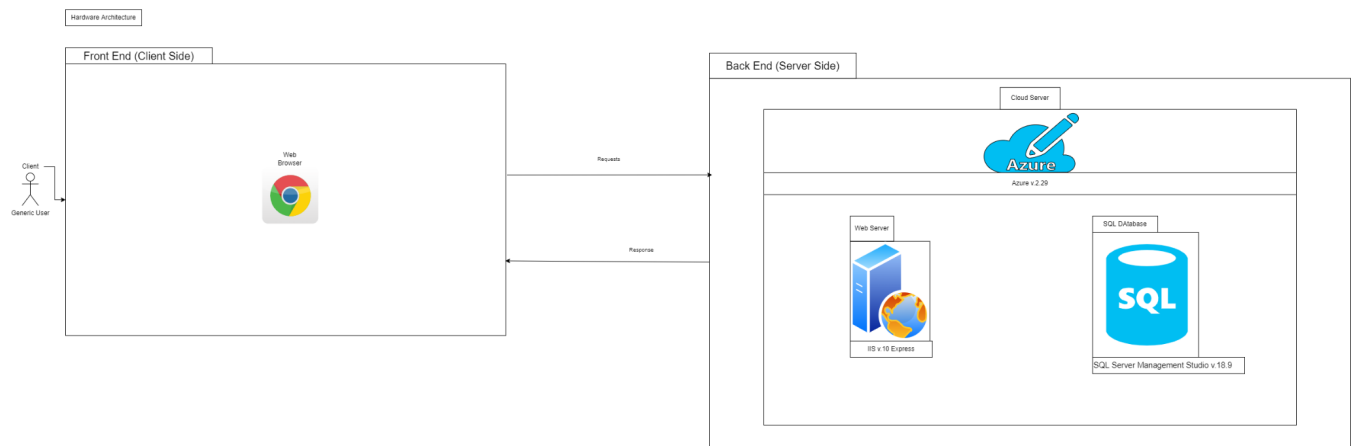 Hardware Architecture
Front End (Client Side)
Back End (Server Side)
Cloud Server
Azure
Azure v.2.29
Client
Generic User
Web
Browser
Requests
Response
Web Server
IIS v.10 Express
SQL DAtabase
SQL
SQL Server Management Studio v.18.9